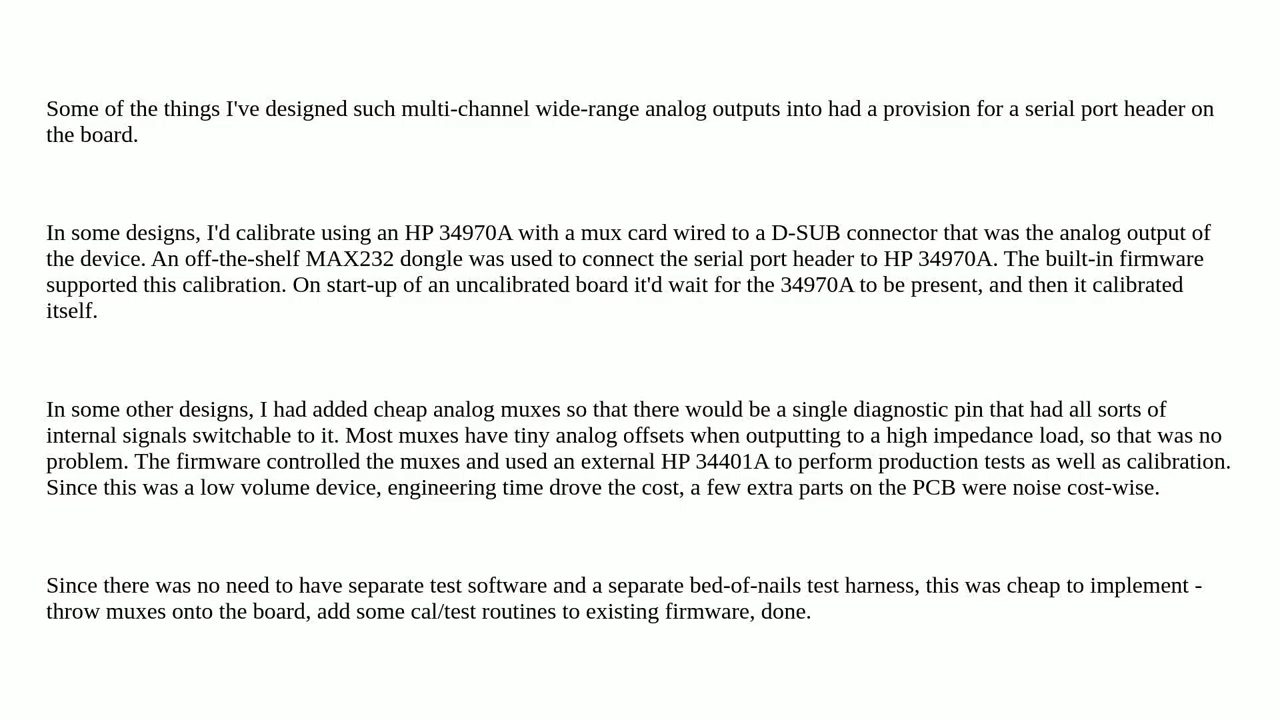 Some of the things I've designed such multi-channel wide-range analog outputs into had a provision for a serial port header on
the board.
In some designs, I'd calibrate using an HP 34970A with a mux card wired to a D-SUB connector that was the analog output of
the device. An off-the-shelf MAX232 dongle was used to connect the serial port header to HP 34970A. The built-in firmware
supported this calibration. On start-up of an uncalibrated board it'd wait for the 34970A to be present, and then it calibrated
itself.
In some other designs, I had added cheap analog muxes so that there would be a single diagnostic pin that had all sorts of
internal signals switchable to it. Most muxes have tiny analog offsets when outputting to a high impedance load, so that was no
problem. The firmware controlled the muxes and used an external HP 34401A to perform production tests as well as calibration.
Since this was a low volume device, engineering time drove the cost, a few extra parts on the PCB were noise cost-wise.
Since there was no need to have separate test software and a separate bed-of-nails test harness, this was cheap to implement -
throw muxes onto the board, add some cal/test routines to existing firmware, done.